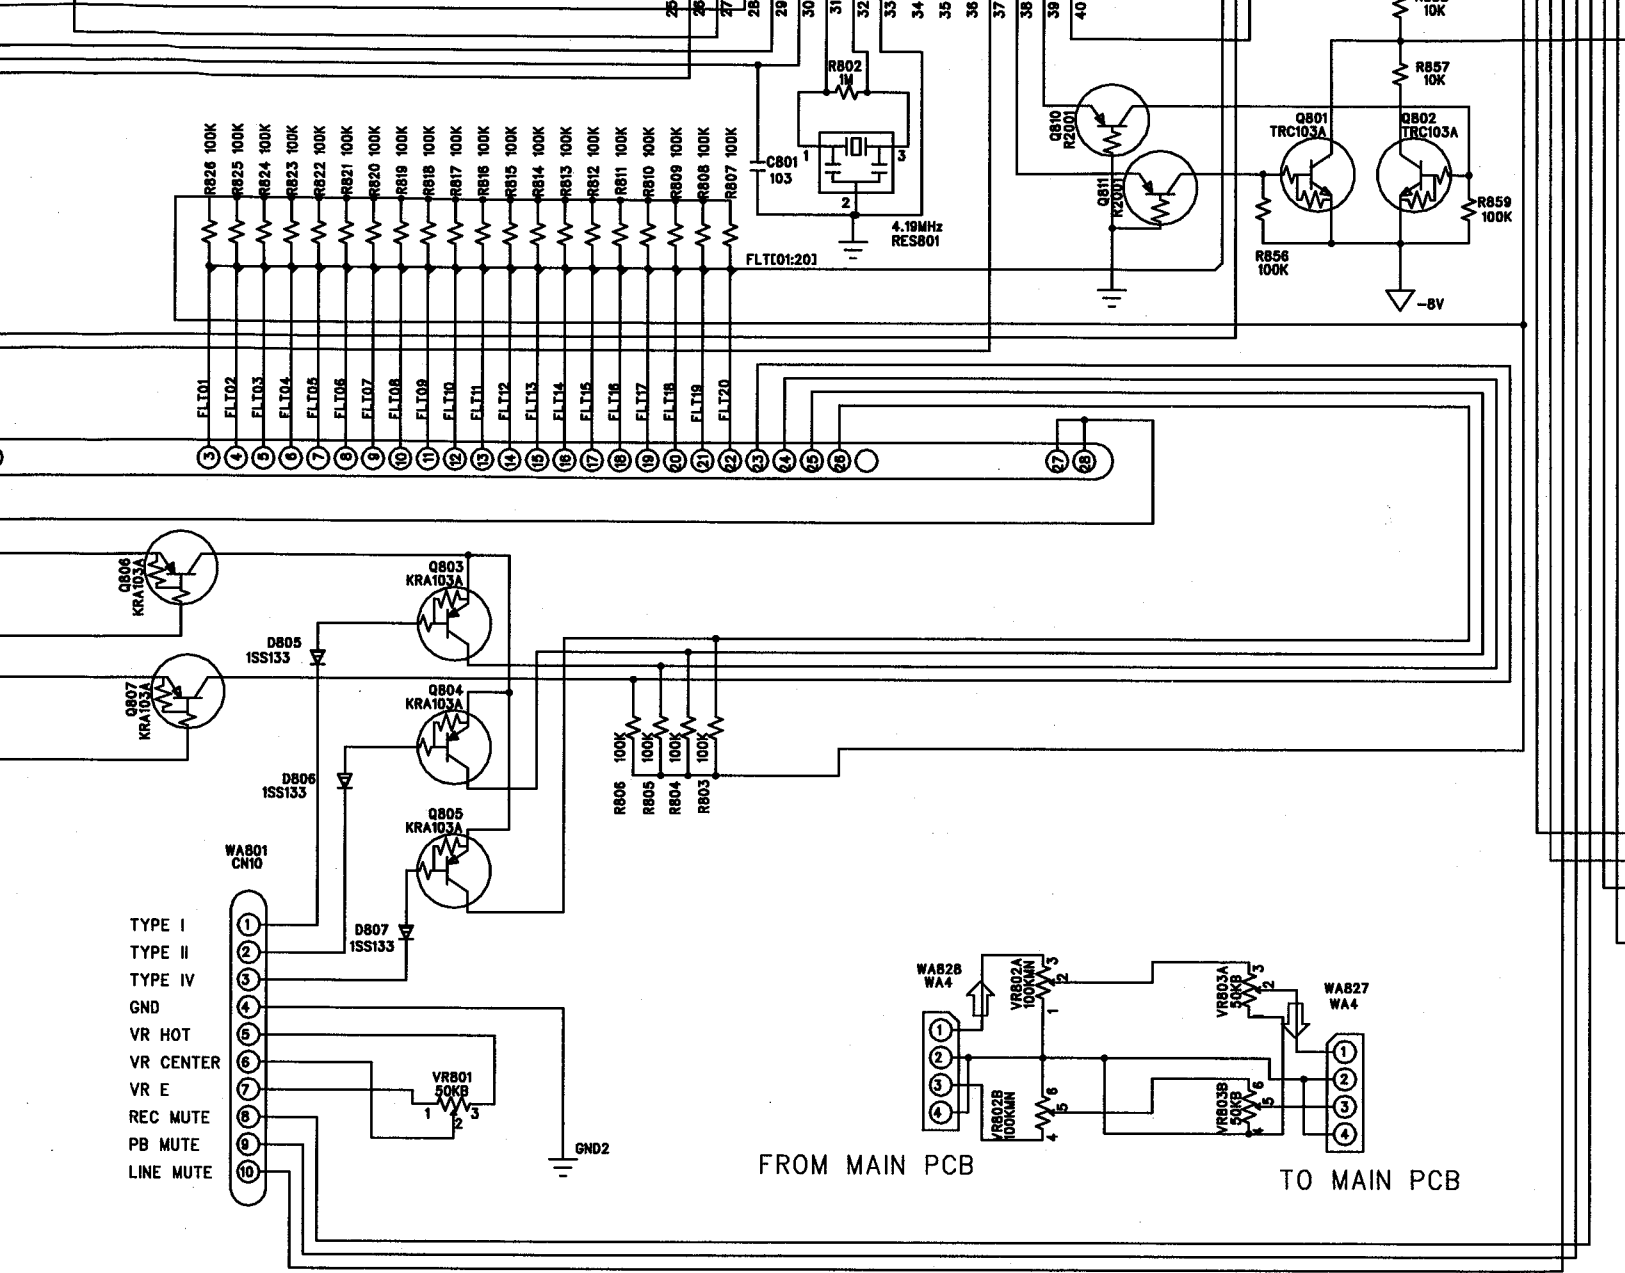 25 26 27 28 29 30 31 32 33 34 35 36 37 38 39 40
10K
R857
10K
R802
1M
Q810
R2001
Q811
R2001
Q801
TRC103A
Q802
TRC103A
R826 100K
R825 100K
R824 100K
R823 100K
R822 100K
R821 100K
R820 100K
R819 100K
R818 100K
R817 100K
R816 100K
R815 100K
R814 100K
R813 100K
R812 100K
R811 100K
R810 100K
R809 100K
R808 100K
R807 100K
C801
103
1
3
2
4.19MHz
RES801
R859
100K
R856
100K
-8V
FLT[01:20]
FLT01
FLT02
FLT03
FLT04
FLT05
FLT06
FLT07
FLT08
FLT09
FLT10
FLT11
FLT12
FLT13
FLT14
FLT15
FLT16
FLT17
FLT18
FLT19
FLT20
3 4 5 6 7 8 9 10 11 12 13 14 15 16 17 18 19 20 21 22 23 24 25 26 27 28
Q806
KRA103A
Q803
KRA103A
D805
1SS133
Q807
KRA103A
Q804
KRA103A
D806
1SS133
R806 100K
R805 100K
R804 100K
R803 100K
Q805
KRA103A
WA801
CN10
D807
1SS133
TYPE I 1
TYPE II 2
TYPE IV 3
GND 4
VR HOT 5
VR CENTER 6
VR E 7
REC MUTE 8
PB MUTE 9
LINE MUTE 10
VR801
50KB
1
2
3
GND2
WA828
WA4
1
2
3
4
VR802A
100KMN
3
2
1
VR802B
100KMN
6
5
4
VR803A
50KB
3
2
1
VR803B
50KB
6
5
4
WA827
WA4
1
2
3
4
FROM MAIN PCB
TO MAIN PCB